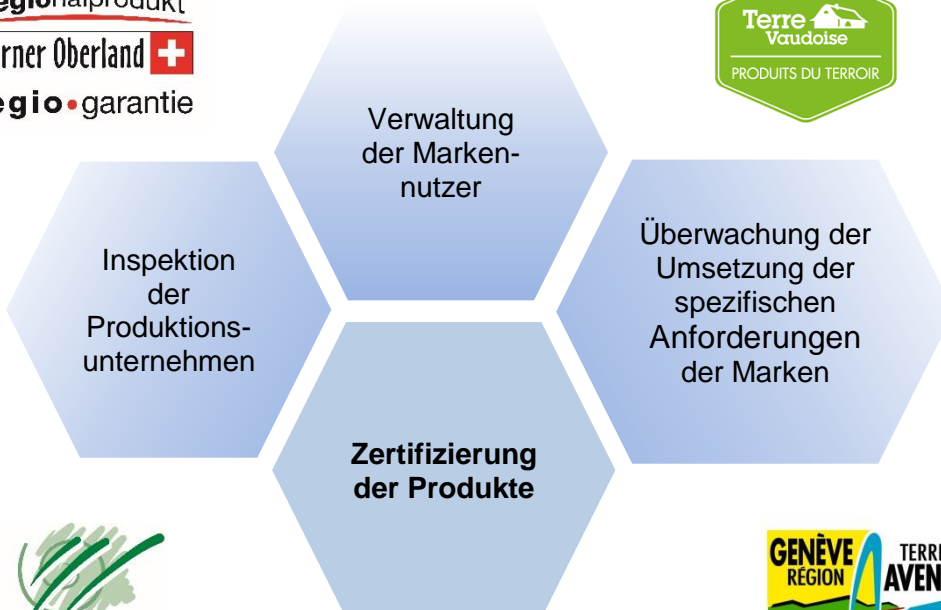 Terre
Vaudoise
PRODUITS DU TERROIR
Oberland
garantie
Verwaltung
der Marken-
nutzer
Inspektion
der
Produktions-
unternehmen
Überwachung der
Umsetzung der
spezifischen
Anforderungen
der Marken
Zertifizierung
der Produkte
GENÈVE
RÉGION